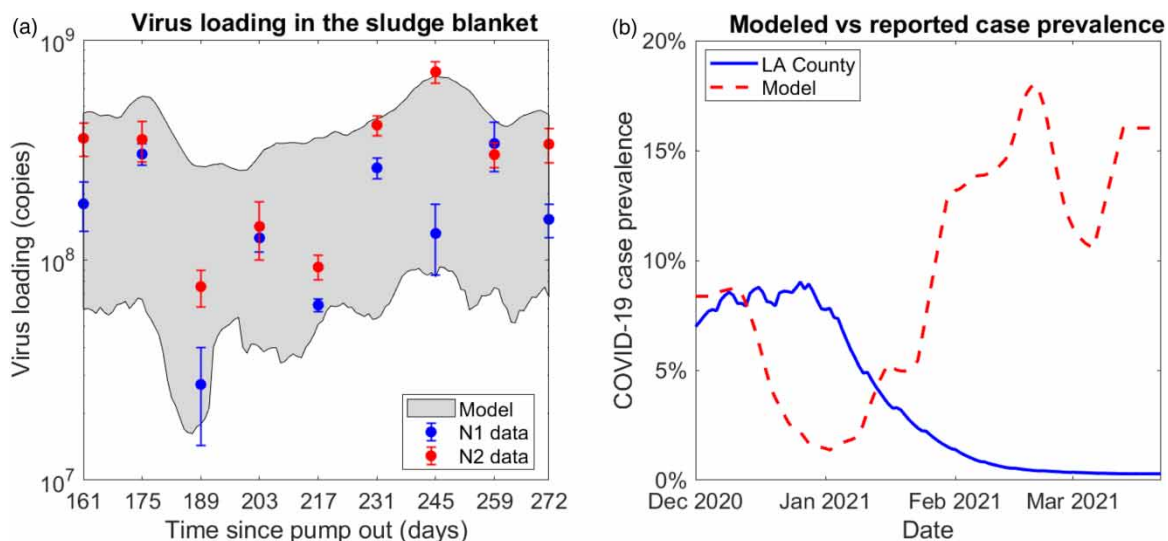 (a) Virus loading in the sludge blanket
10^9
10^8
10^7
Virus loading (copies)
Model
N1 data
N2 data
161 175 189 203 217 231 245 259 272
Time since pump out (days)
(b) Modeled vs reported case prevalence
20%
15%
10%
5%
0%
COVID-19 case prevalence
LA County
Model
Dec 2020 Jan 2021 Feb 2021 Mar 2021
Date